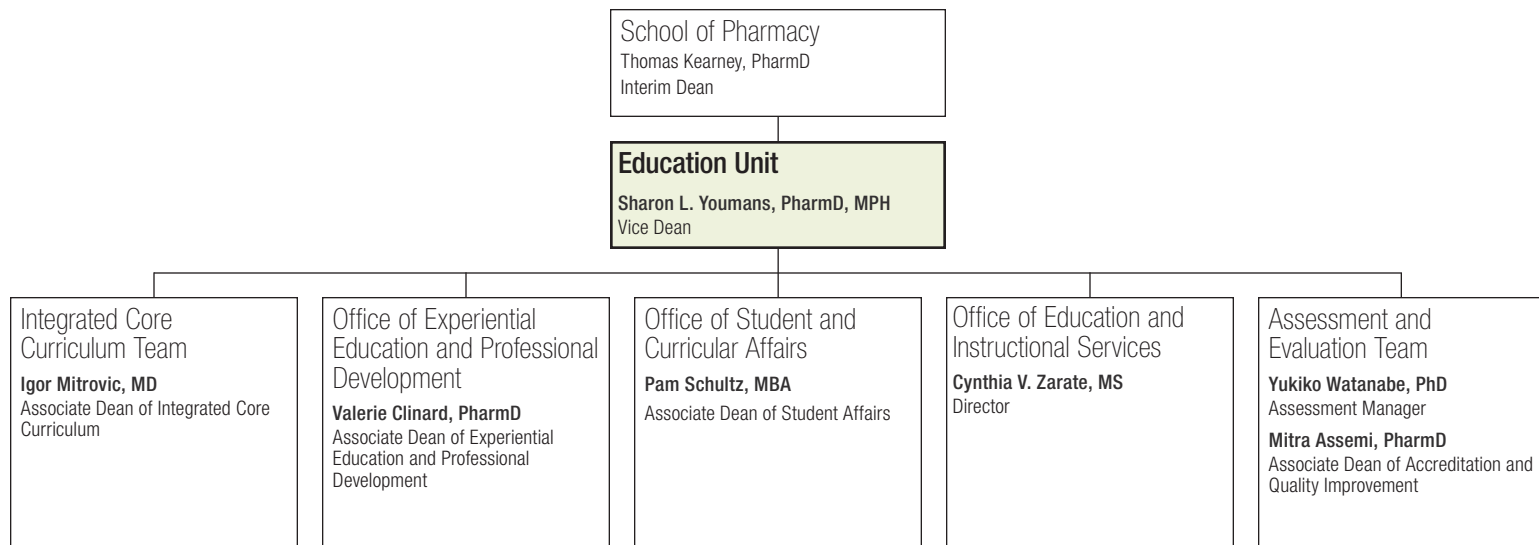 School of Pharmacy
Thomas Kearney, PharmD
Interim Dean
Education Unit
Sharon L. Youmans, PharmD, MPH
Vice Dean
Integrated Core
Curriculum Team
Igor Mitrovic, MD
Associate Dean of Integrated Core
Curriculum
Office of Experiential
Education and Professional
Development
Valerie Clinard, PharmD
Associate Dean of Experiential
Education and Professional
Development
Office of Student and
Curricular Affairs
Pam Schultz, MBA
Associate Dean of Student Affairs
Office of Education and
Instructional Services
Cynthia V. Zarate, MS
Director
Assessment and
Evaluation Team
Yukiko Watanabe, PhD
Assessment Manager
Mitra Assemi, PharmD
Associate Dean of Accreditation and
Quality Improvement